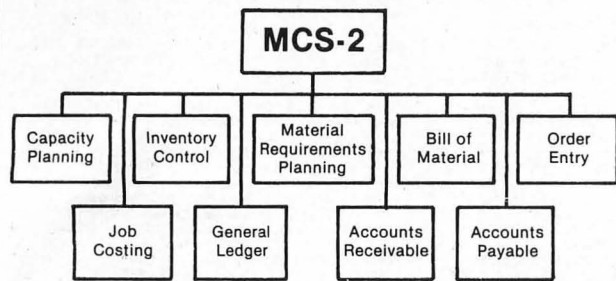 MCS-2
Capacity
Planning
Inventory
Control
Material
Requirements
Planning
Bill of
Material
Order
Entry
Job
Costing
General
Ledger
Accounts
Receivable
Accounts
Payable